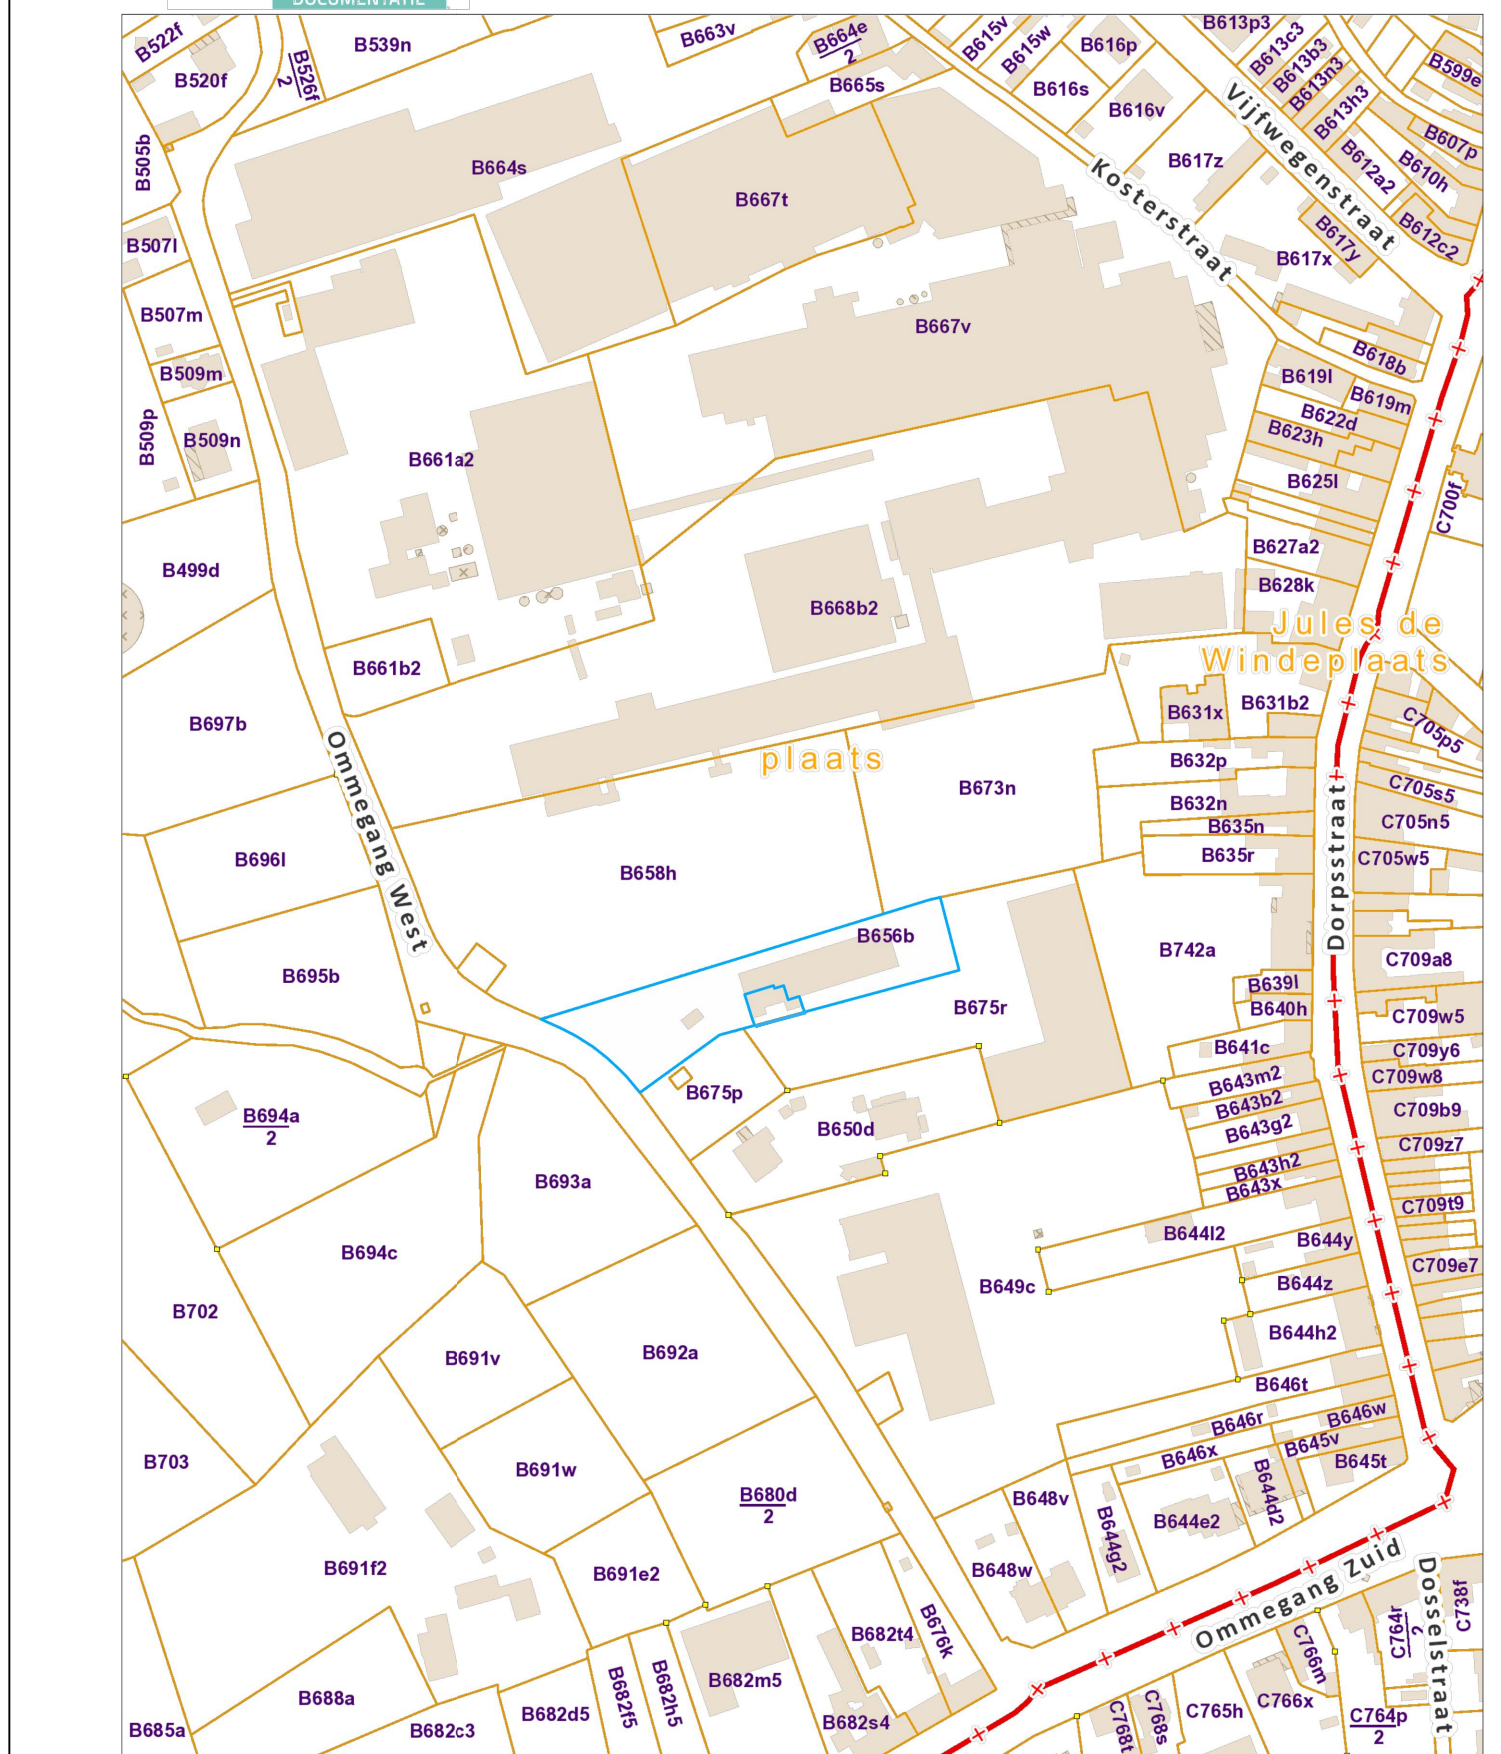 DOCUMENTATIE
B522f
B539n
B663v
B664e
2
B615v
B615w
B616p
B613p3
B613c3
B613b3
B613n3
B613h3
B599e
B520f
B526f
2
B665s
B616s
B616v
B607p
B610h
B612a2
B612c2
B505b
B664s
B667t
B617z
Vijfwegenstraat
Kosterstraat
B617y
B617x
B507l
B507m
B667v
B618b
B509m
B619l
B619m
B622d
B623h
B509p
B509n
B661a2
B625l
C700f
B499d
B627a2
B628k
B668b2
Jules de
Windeplaats
B661b2
B697b
B631x
B631b2
C705p5
Ommegang West
plaats
B632p
B673n
B632n
C705s5
B635n
C705n5
B635r
C705w5
B696l
B658h
Dorpsstraat
B656b
B742a
C709a8
B695b
B639l
B675r
B640h
C709w5
B641c
C709y6
B643m2
C709w8
B675p
B643b2
C709b9
B694a
2
B650d
B643g2
C709z7
B643h2
B693a
B643x
C709t9
B644l2
B644y
B694c
C709e7
B649c
B644z
B702
B644h2
B692a
B691v
B646t
B646w
B646r
B645v
B646x
B645t
B703
B691w
B680d
2
B648v
B644g2
B644e2
B644d2
B691f2
B691e2
B648w
Ommegang Zuid
Dosselstraat
C738f
C764r
2
B682t4
B676k
C766m
B682m5
B688a
B682f5
B682h5
B682d5
B682s4
C766x
C765h
C764p
2
B685a
B682c3
C768t
C768s